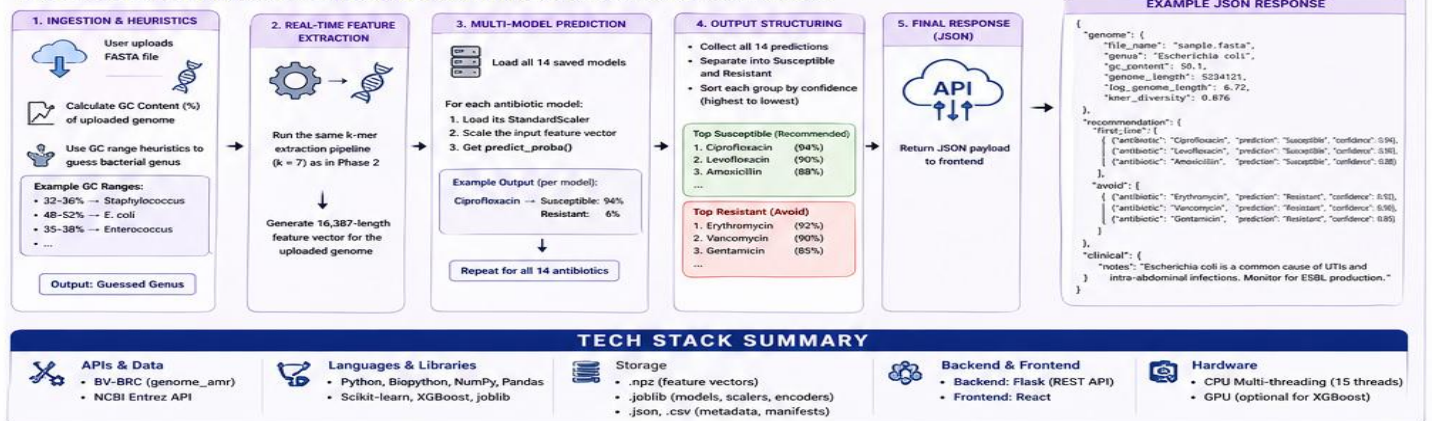 1. INGESTION & HEURISTICS
User uploads
FASTA file
Calculate GC Content (%)
of uploaded genome
Use GC range heuristics to
guess bacterial genus
Example GC Ranges:
• 32-36% → Staphylococcus
• 48-52% → E. coli
• 35-38% → Enterococcus
• ...
Output: Guessed Genus
2. REAL-TIME FEATURE
EXTRACTION
Run the same k-mer
extraction pipeline
(k = 7) as in Phase 2
Generate 16,387-length
feature vector for the
uploaded genome
3. MULTI-MODEL PREDICTION
Load all 14 saved models
For each antibiotic model:
1. Load its StandardScaler
2. Scale the input feature vector
3. Get predict_proba()
Example Output (per model):
Ciprofloxacin → Susceptible: 94%
Resistant: 6%
Repeat for all 14 antibiotics
4. OUTPUT STRUCTURING
• Collect all 14 predictions
• Separate into Susceptible
and Resistant
• Sort each group by confidence
(highest to lowest)
Top Susceptible (Recommended)
1. Ciprofloxacin (94%)
2. Levofloxacin (90%)
3. Amoxicillin (88%)
...
Top Resistant (Avoid)
1. Erythromycin (92%)
2. Vancomycin (90%)
3. Gentamicin (85%)
...
5. FINAL RESPONSE
(JSON)
API
Return JSON payload
to frontend
EXAMPLE JSON RESPONSE
{
"genome": {
"file_name": "sample.fasta",
"genus": "Escherichia coli",
"gc_content": 50.1,
"genome_length": 5234121,
"log_genome_length": 6.72,
"kner_diversity": 0.876
},
"recommendation": {
"first_line": {
{ {"antibiotic": "Ciprofloxacin", "prediction": "Susceptible", "confidence":
{ {"antibiotic": "Levofloxacin", "prediction": "Susceptible", "confidence":
{ {"antibiotic": "Amoxicillin", "prediction": "Susceptible", "confidence":
},
"avoid": {
{ {"antibiotic": "Erythromycin", "prediction": "Resistant", "confidence":
{ {"antibiotic": "Vancomycin", "prediction": "Resistant", "confidence":
{ {"antibiotic": "Gentamicin", "prediction": "Resistant", "confidence":
}
},
"clinical": {
"notes": "Escherichia coli is a common cause of UTIs and
} intra-abdominal infections. Monitor for ESBL production."
}
TECH STACK SUMMARY
APIs & Data
• BV-BRC (genome_amr)
• NCBI Entrez API
Languages & Libraries
• Python, Biopython, NumPy, Pandas
• Scikit-learn, XGBoost, joblib
Storage
• .npz (feature vectors)
• .joblib (models, scalers, encoders)
• .json, .csv (metadata, manifests)
Backend & Frontend
• Backend: Flask (REST API)
• Frontend: React
Hardware
• CPU Multi-threading (15 threads)
• GPU (optional for XGBoost)